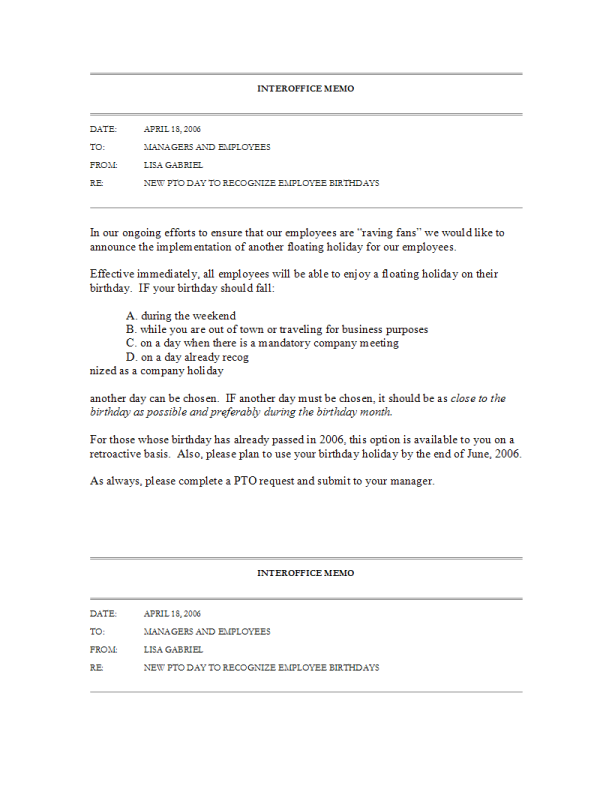 INTEROFFICE MEMO
DATE: APRIL 18, 2006
TO: MANAGERS AND EMPLOYEES
FROM: LISA GABRIEL
RE: NEW PTO DAY TO RECOGNIZE EMPLOYEE BIRTHDAYS
In our ongoing efforts to ensure that our employees are "raving fans" we would like to
announce the implementation of another floating holiday for our employees.
Effective immediately, all employees will be able to enjoy a floating holiday on their
birthday. IF your birthday should fall:
A. during the weekend
B. while you are out of town or traveling for business purposes
C. on a day when there is a mandatory company meeting
D. on a day already recog
nized as a company holiday
another day can be chosen. IF another day must be chosen, it should be as close to the
birthday as possible and preferably during the birthday month.
For those whose birthday has already passed in 2006, this option is available to you on a
retroactive basis. Also, please plan to use your birthday holiday by the end of June, 2006.
As always, please complete a PTO request and submit to your manager.
INTEROFFICE MEMO
DATE: APRIL 18, 2006
TO: MANAGERS AND EMPLOYEES
FROM: LISA GABRIEL
RE: NEW PTO DAY TO RECOGNIZE EMPLOYEE BIRTHDAYS